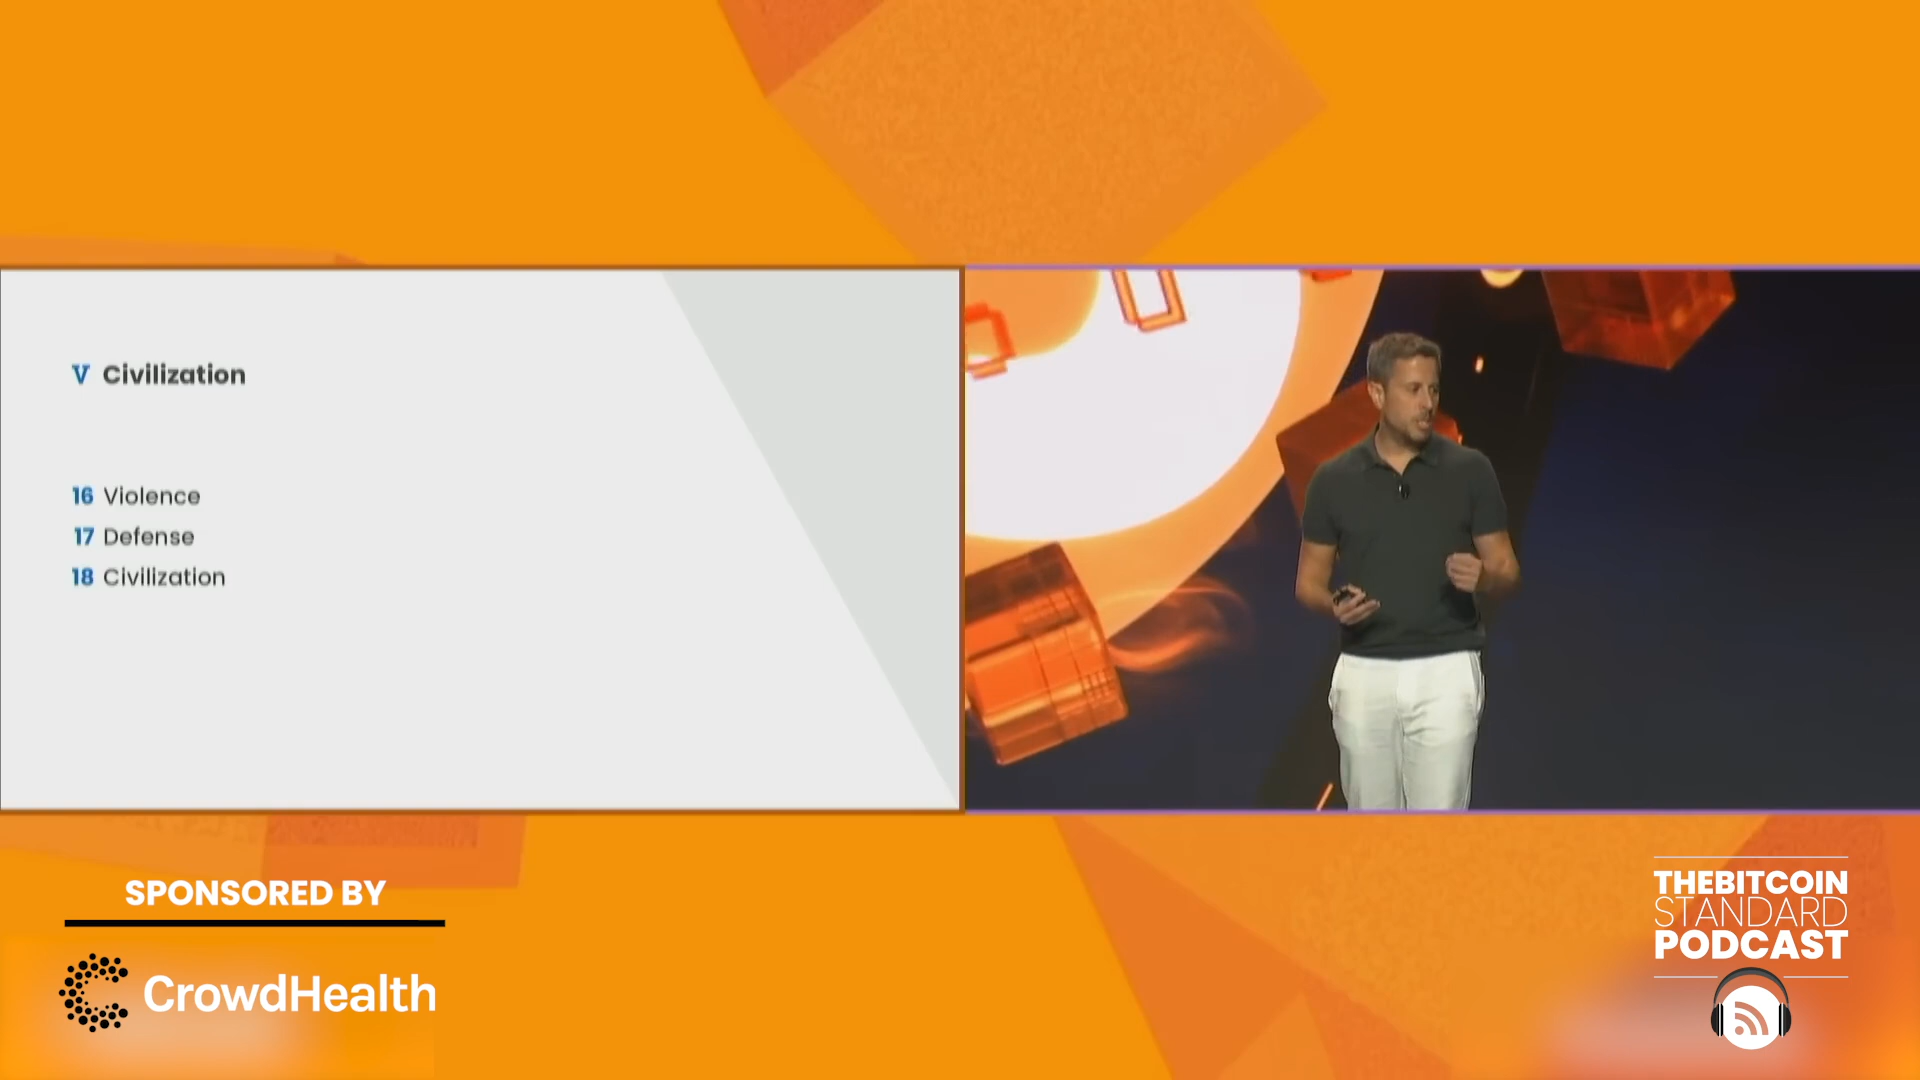 V Civilization
16 Violence
17 Defense
18 Civilization
SPONSORED BY
CrowdHealth
THEBITCOIN
STANDARD
PODCAST